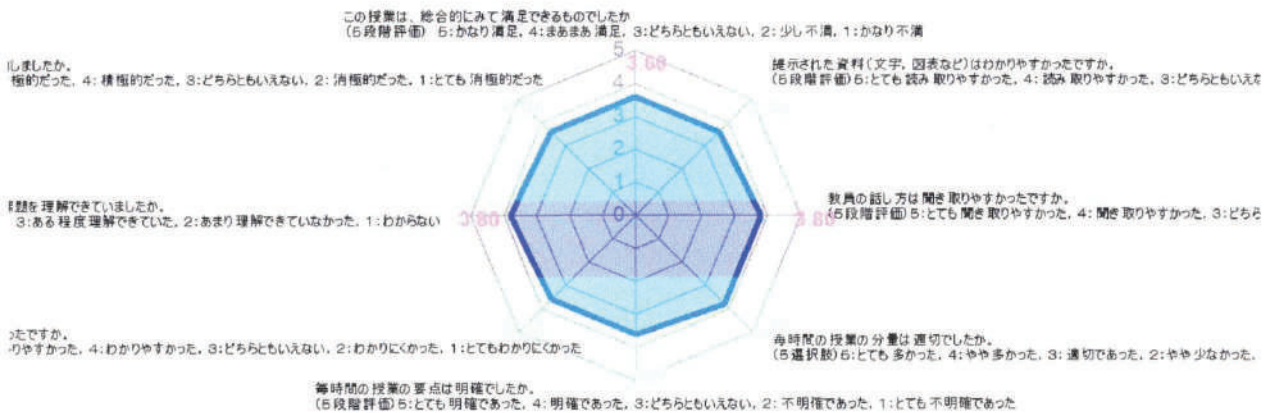 この授業は、総合的にみて満足できるものでしたか
(5段階評価) 5:かなり満足, 4:まあまあ満足, 3:どちらともいえない, 2:少し不満, 1:かなり不満
しましたか。
極的だった, 4:積極的だった, 3:どちらともいえない, 2:消極的だった, 1:とても消極的だった
提示された資料(文字, 図表など)はわかりやすかったですか。
(5段階評価)5:とても読み取りやすかった, 4:読み取りやすかった, 3:どちらともいえな
5
3.60
4
3
2
1
0
題を理解できていましたか。
3:ある程度理解できていた, 2:あまり理解できていなかった, 1:わからない
3.80
教員の話し方は聞き取りやすかったですか。
(5段階評価)5:とても聞き取りやすかった, 4:聞き取りやすかった, 3:どちら
3.80
ったですか。
りやすかった, 4:わかりやすかった, 3:どちらともいえない, 2:わかりにくかった, 1:とてもわかりにくかった
毎時間の授業の分量は適切でしたか。
(5選択肢)5:とても多かった, 4:やや多かった, 3:適切であった, 2:やや少なかった,
毎時間の授業の要点は明確でしたか。
(5段階評価)5:とても明確であった, 4:明確であった, 3:どちらともいえない, 2:不明確であった, 1:とても不明確であった